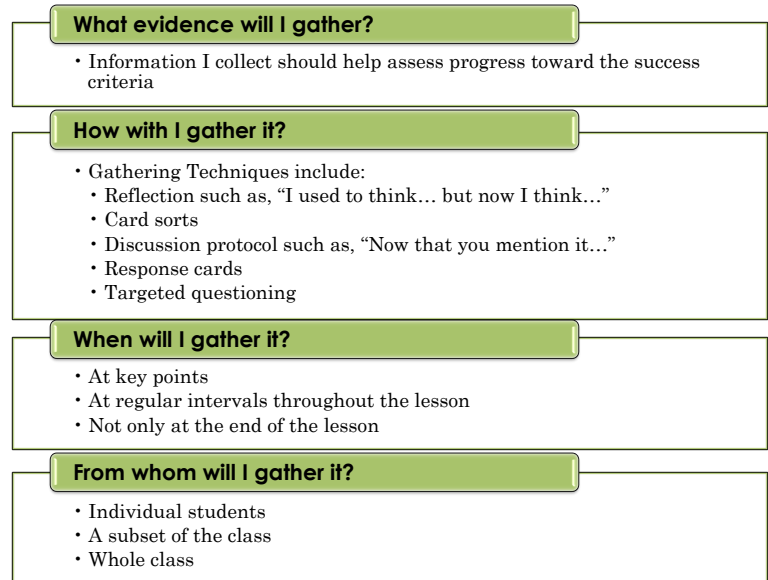 What evidence will I gather?
• Information I collect should help assess progress toward the success
criteria
How with I gather it?
• Gathering Techniques include:
• Reflection such as, “I used to think… but now I think…”
• Card sorts
• Discussion protocol such as, “Now that you mention it…”
• Response cards
• Targeted questioning
When will I gather it?
• At key points
• At regular intervals throughout the lesson
• Not only at the end of the lesson
From whom will I gather it?
• Individual students
• A subset of the class
• Whole class